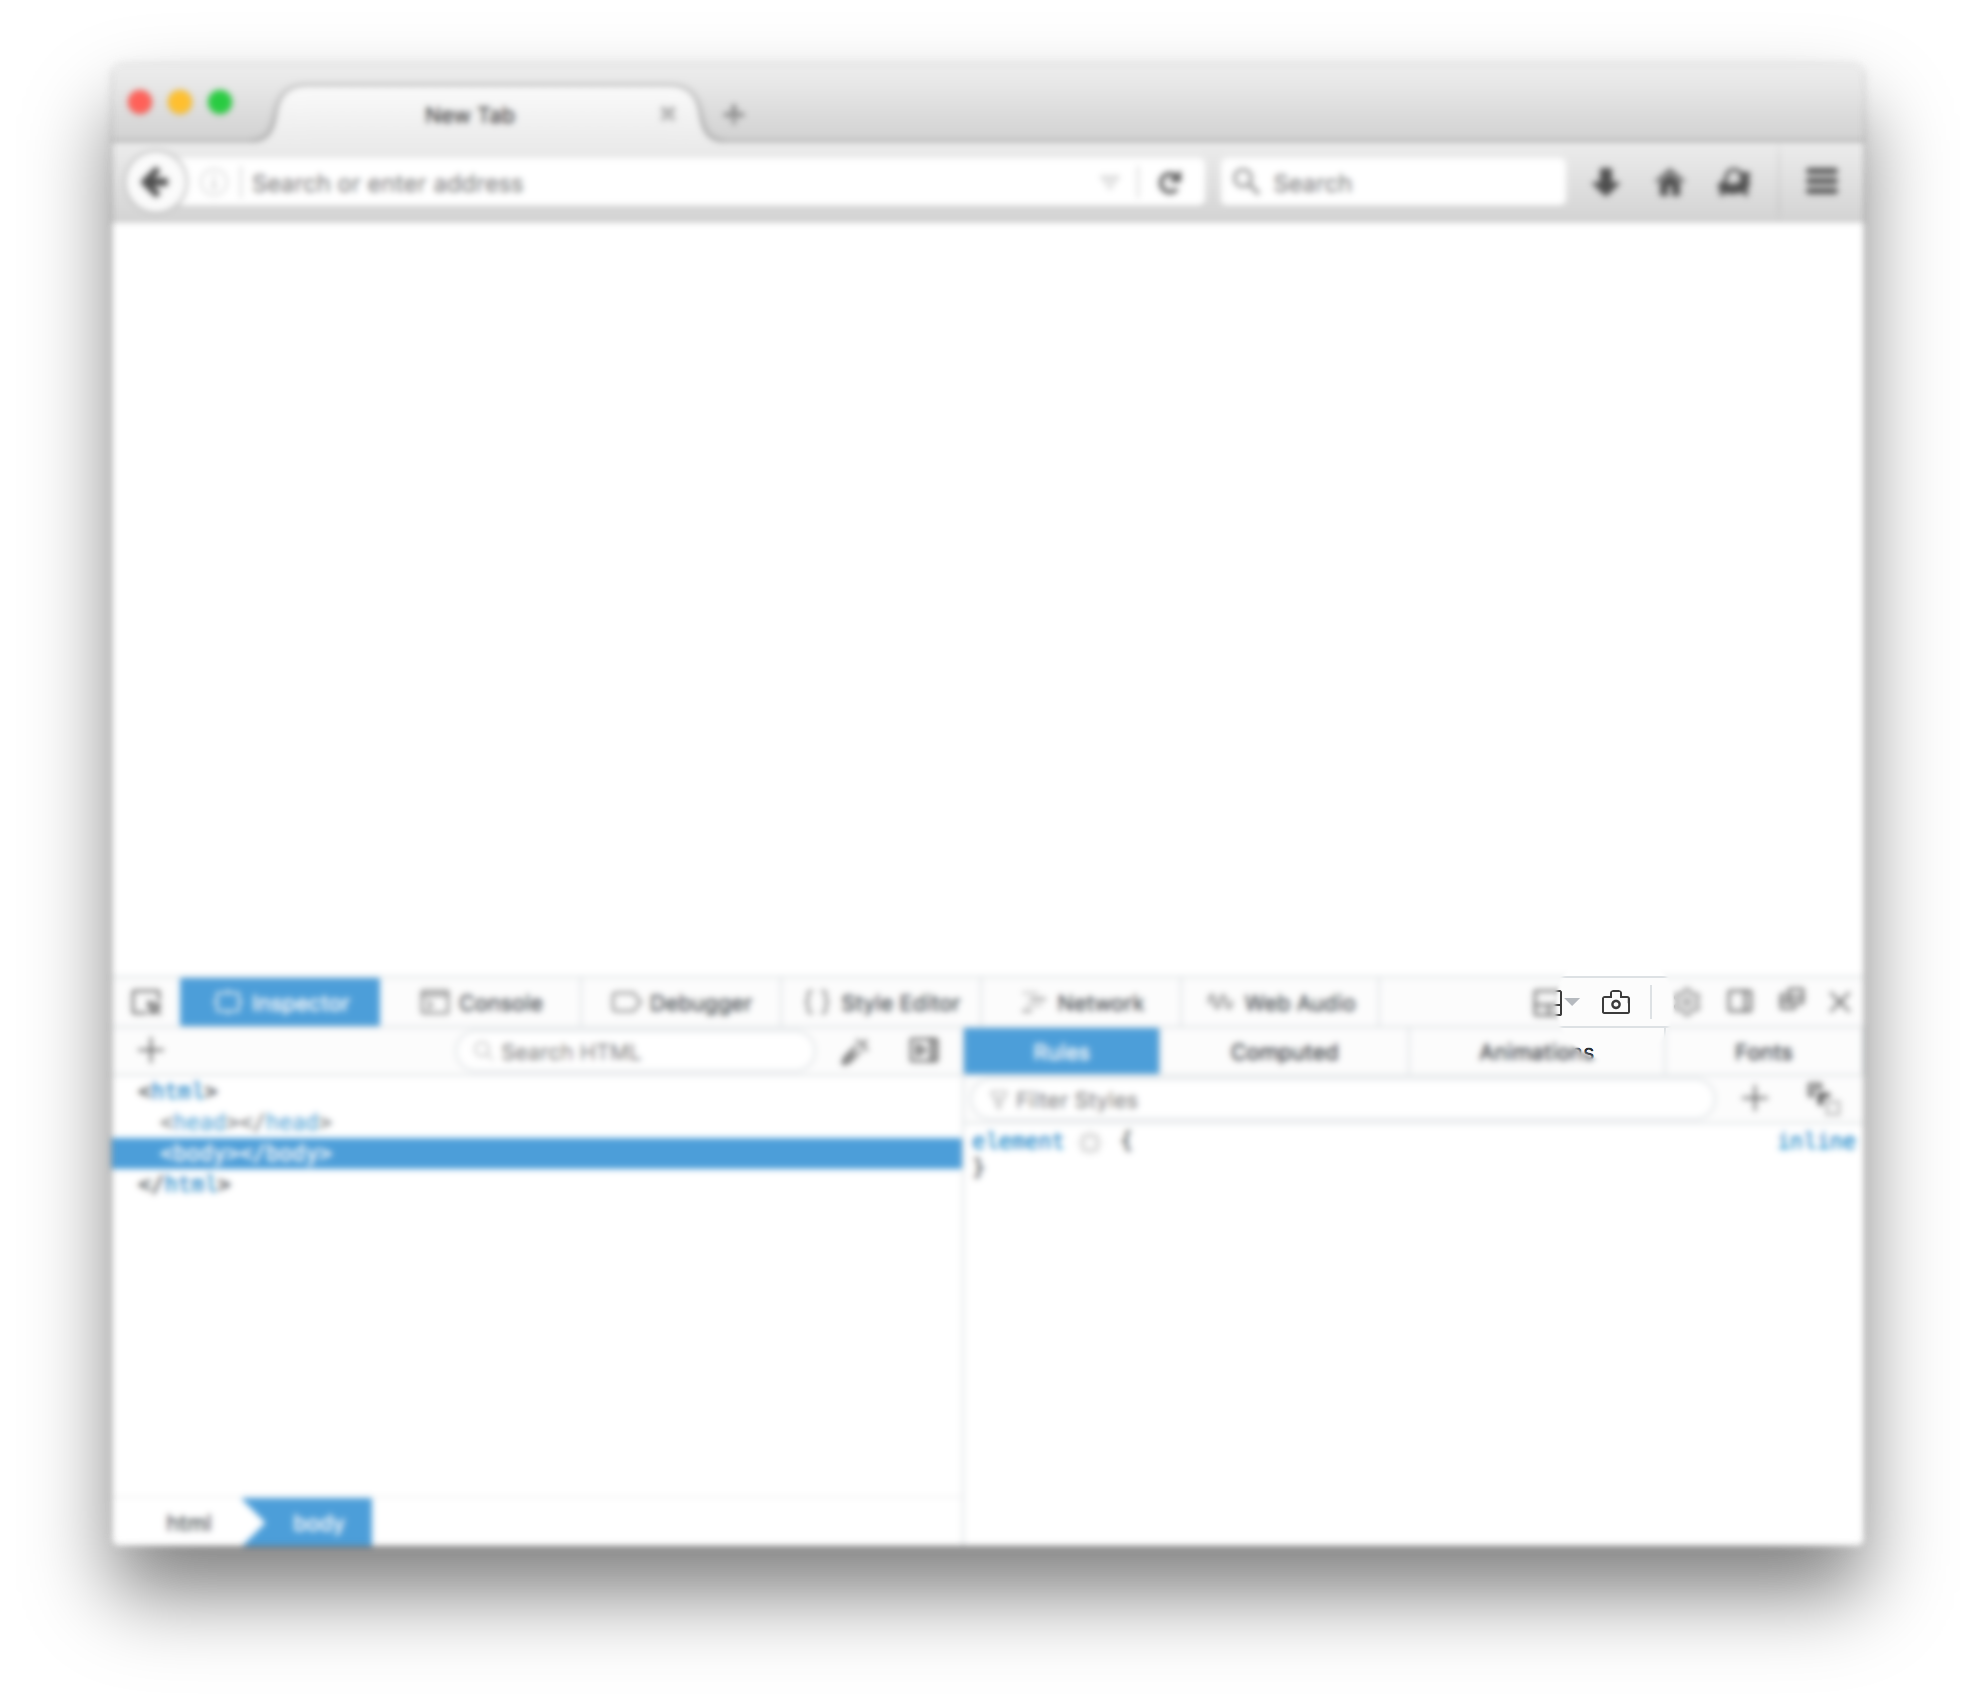 New Tab
Search or enter address
Search
Inspector
Console
Debugger
{ } Style Editor
Network
Web Audio
Search HTML
Rules
Computed
Animations
Fonts
<html>
<head></head>
<body></body>
</html>
Filter Styles
element {
}
inline
html
body